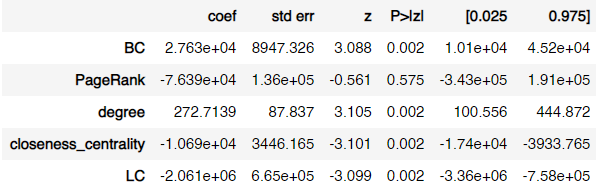 coef std err z P>|z| [0.025 0.975]
BC 2.763e+04 8947.326 3.088 0.002 1.01e+04 4.52e+04
PageRank -7.639e+04 1.36e+05 -0.561 0.575 -3.43e+05 1.91e+05
degree 272.7139 87.837 3.105 0.002 100.556 444.872
closeness_centrality -1.069e+04 3446.165 -3.101 0.002 -1.74e+04 -3933.765
LC -2.061e+06 6.65e+05 -3.099 0.002 -3.36e+06 -7.58e+05